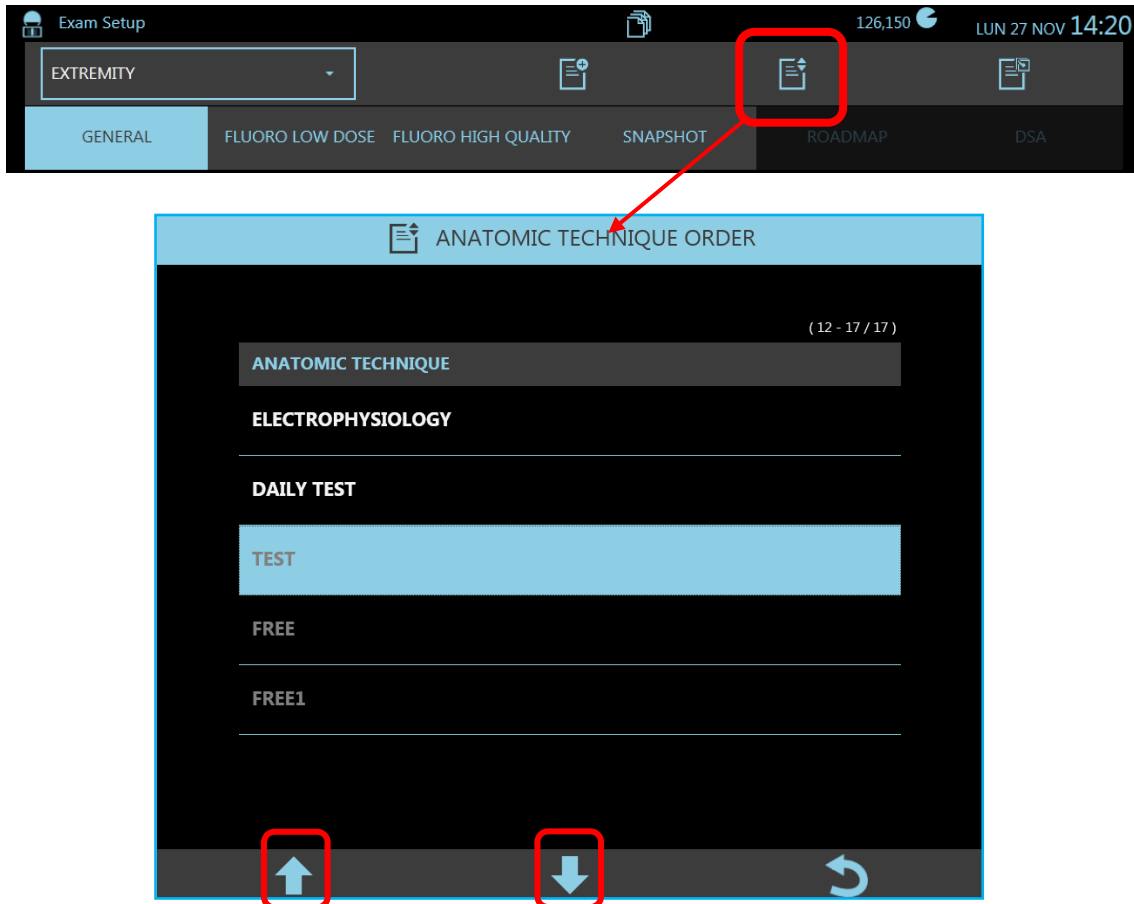 Exam Setup 126,150 LUN 27 NOV 14:20
EXTREMITY
GENERAL FLUORO LOW DOSE FLUORO HIGH QUALITY SNAPSHOT ROADMAP DSA
ANATOMIC TECHNIQUE ORDER
( 12 - 17 / 17 )
ANATOMIC TECHNIQUE
ELECTROPHYSIOLOGY
DAILY TEST
TEST
FREE
FREE1